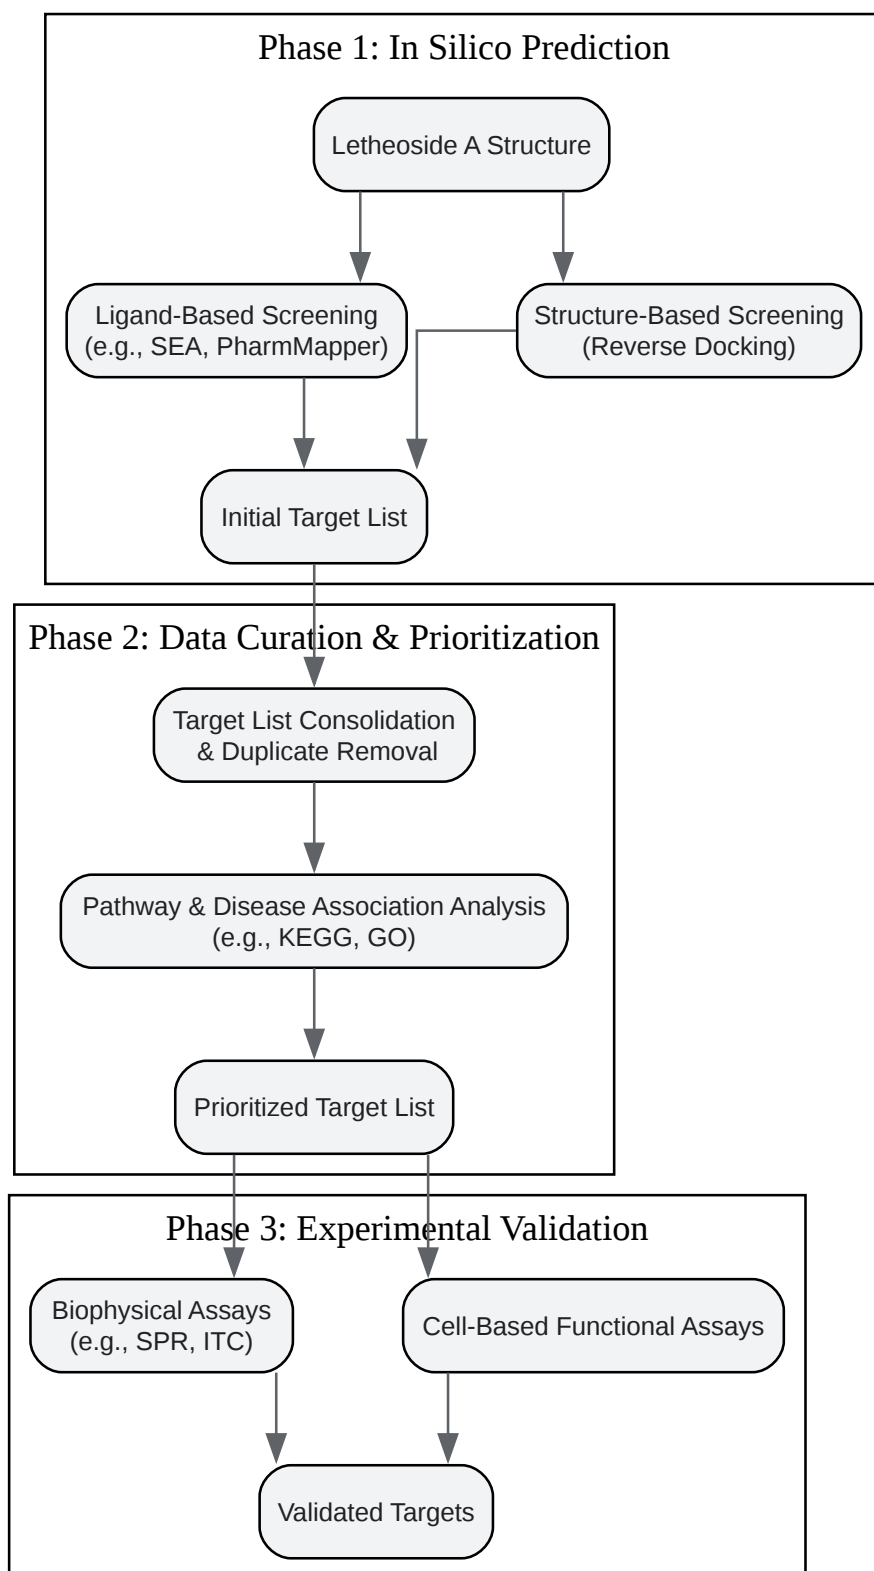 Phase 1: In Silico Prediction
Letheoside A Structure
Ligand-Based Screening
(e.g., SEA, PharmMapper)
Structure-Based Screening
(Reverse Docking)
Initial Target List
Phase 2: Data Curation & Prioritization
Target List Consolidation
& Duplicate Removal
Pathway & Disease Association Analysis
(e.g., KEGG, GO)
Prioritized Target List
Phase 3: Experimental Validation
Biophysical Assays
(e.g., SPR, ITC)
Cell-Based Functional Assays
Validated Targets